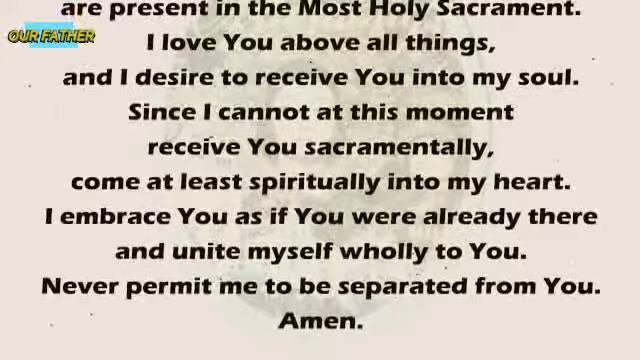 are present in the Most Holy Sacrament.
OUR FATHER
I love You above all things,
and I desire to receive You into my soul.
Since I cannot at this moment
receive You sacramentally,
come at least spiritually into my heart.
I embrace You as if You were already there
and unite myself wholly to You.
Never permit me to be separated from You.
Amen.